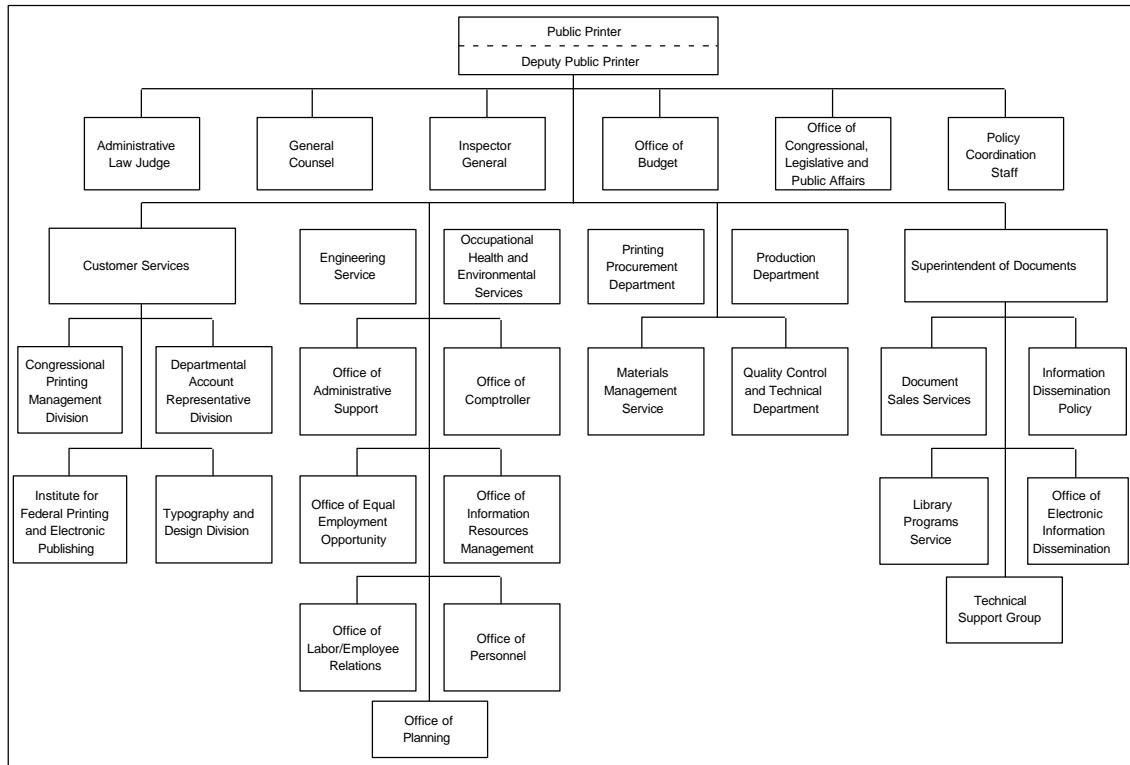 Public Printer
Deputy Public Printer
Administrative
Law Judge
General
Counsel
Inspector
General
Office of
Budget
Office of
Congressional,
Legislative and
Public Affairs
Policy
Coordination
Staff
Customer Services
Engineering
Service
Occupational
Health and
Environmental
Services
Printing
Procurement
Department
Production
Department
Superintendent of Documents
Congressional
Printing
Management
Division
Departmental
Account
Representative
Division
Office of
Administrative
Support
Office of
Comptroller
Materials
Management
Service
Quality Control
and Technical
Department
Document
Sales Services
Information
Dissemination
Policy
Institute for
Federal Printing
and Electronic
Publishing
Typography and
Design Division
Office of Equal
Employment
Opportunity
Office of
Information
Resources
Management
Library
Programs
Service
Office of
Electronic
Information
Dissemination
Office of
Labor/Employee
Relations
Office of
Personnel
Technical
Support Group
Office of
Planning